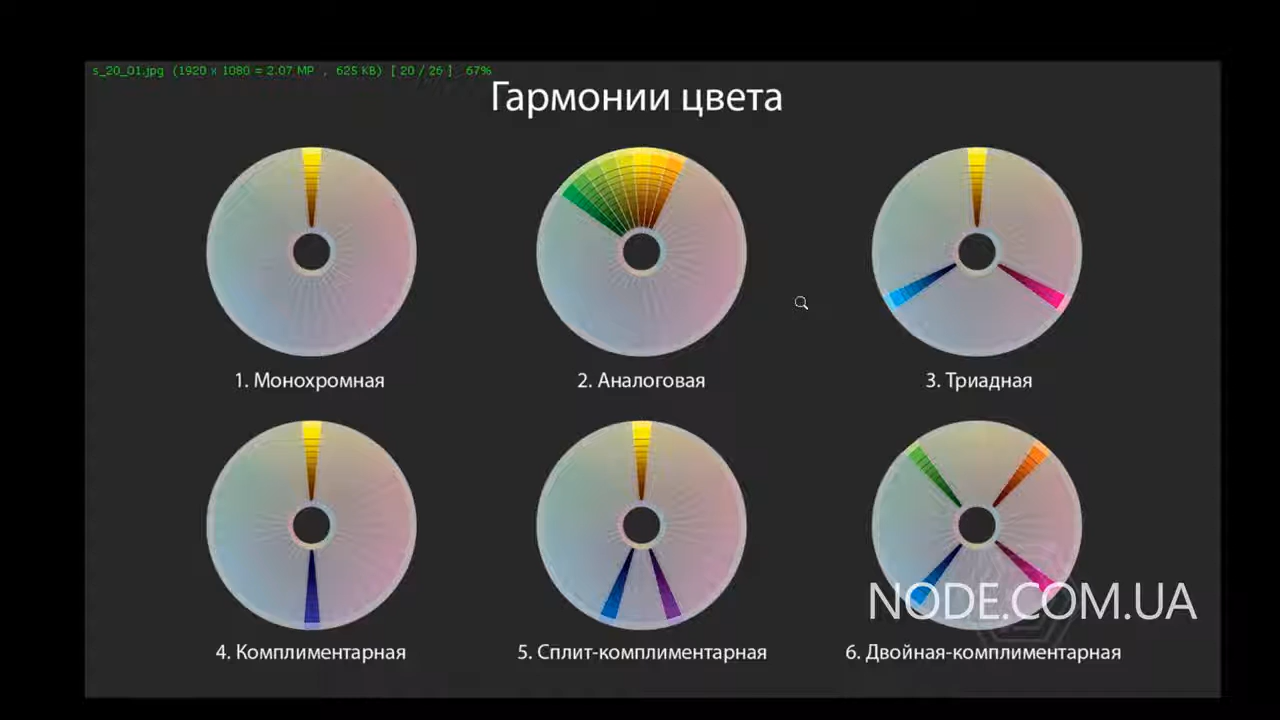 s_20_01.jpg (1920 x 1080 = 2.07 MP , 625 KB) [ 20 / 26 ] 67%
Гармонии цвета
1. Монохромная
2. Аналоговая
3. Триадная
4. Комплиментарная
5. Сплит-комплиментарная
6. Двойная-комплиментарная
NODE.COM.UA